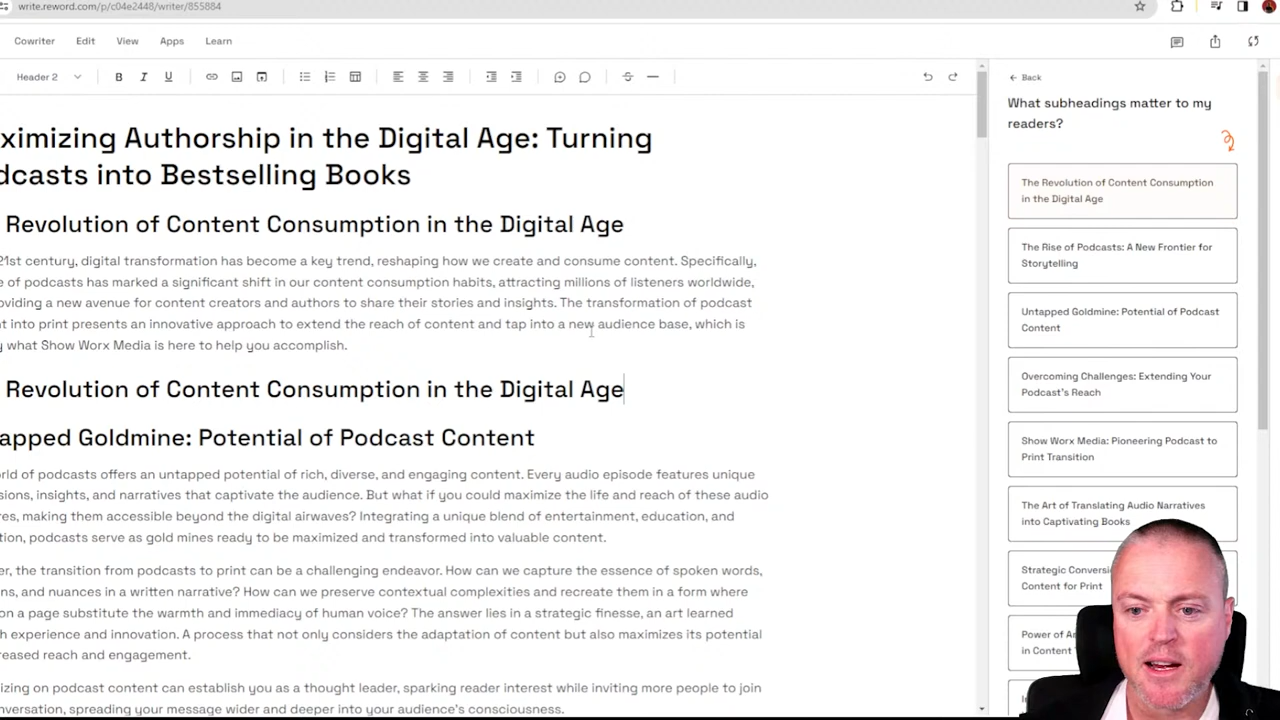 write.reword.com/p/c04e2448/writer/855884
Cowriter Edit View Apps Learn
Header 2 B I U
Back
What subheadings matter to my
readers?
ximizing Authorship in the Digital Age: Turning
dcasts into Bestselling Books
Revolution of Content Consumption in the Digital Age
21st century, digital transformation has become a key trend, reshaping how we create and consume content. Specifically,
e of podcasts has marked a significant shift in our content consumption habits, attracting millions of listeners worldwide,
oviding a new avenue for content creators and authors to share their stories and insights. The transformation of podcast
nt into print presents an innovative approach to extend the reach of content and tap into a new audience base, which is
y what Show Worx Media is here to help you accomplish.
Revolution of Content Consumption in the Digital Age
apped Goldmine: Potential of Podcast Content
orld of podcasts offers an untapped potential of rich, diverse, and engaging content. Every audio episode features unique
sions, insights, and narratives that captivate the audience. But what if you could maximize the life and reach of these audio
res, making them accessible beyond the digital airwaves? Integrating a unique blend of entertainment, education, and
tion, podcasts serve as gold mines ready to be maximized and transformed into valuable content.
er, the transition from podcasts to print can be a challenging endeavor. How can we capture the essence of spoken words,
ns, and nuances in a written narrative? How can we preserve contextual complexities and recreate them in a form where
on a page substitute the warmth and immediacy of human voice? The answer lies in a strategic finesse, an art learned
h experience and innovation. A process that not only considers the adaptation of content but also maximizes its potential
reased reach and engagement.
izing on podcast content can establish you as a thought leader, sparking reader interest while inviting more people to join
nversation, spreading your message wider and deeper into your audience's consciousness.
The Revolution of Content Consumption
in the Digital Age
The Rise of Podcasts: A New Frontier for
Storytelling
Untapped Goldmine: Potential of Podcast
Content
Overcoming Challenges: Extending Your
Podcast's Reach
Show Worx Media: Pioneering Podcast to
Print Transition
The Art of Translating Audio Narratives
into Captivating Books
Strategic
Content for Print
Power of
in Content